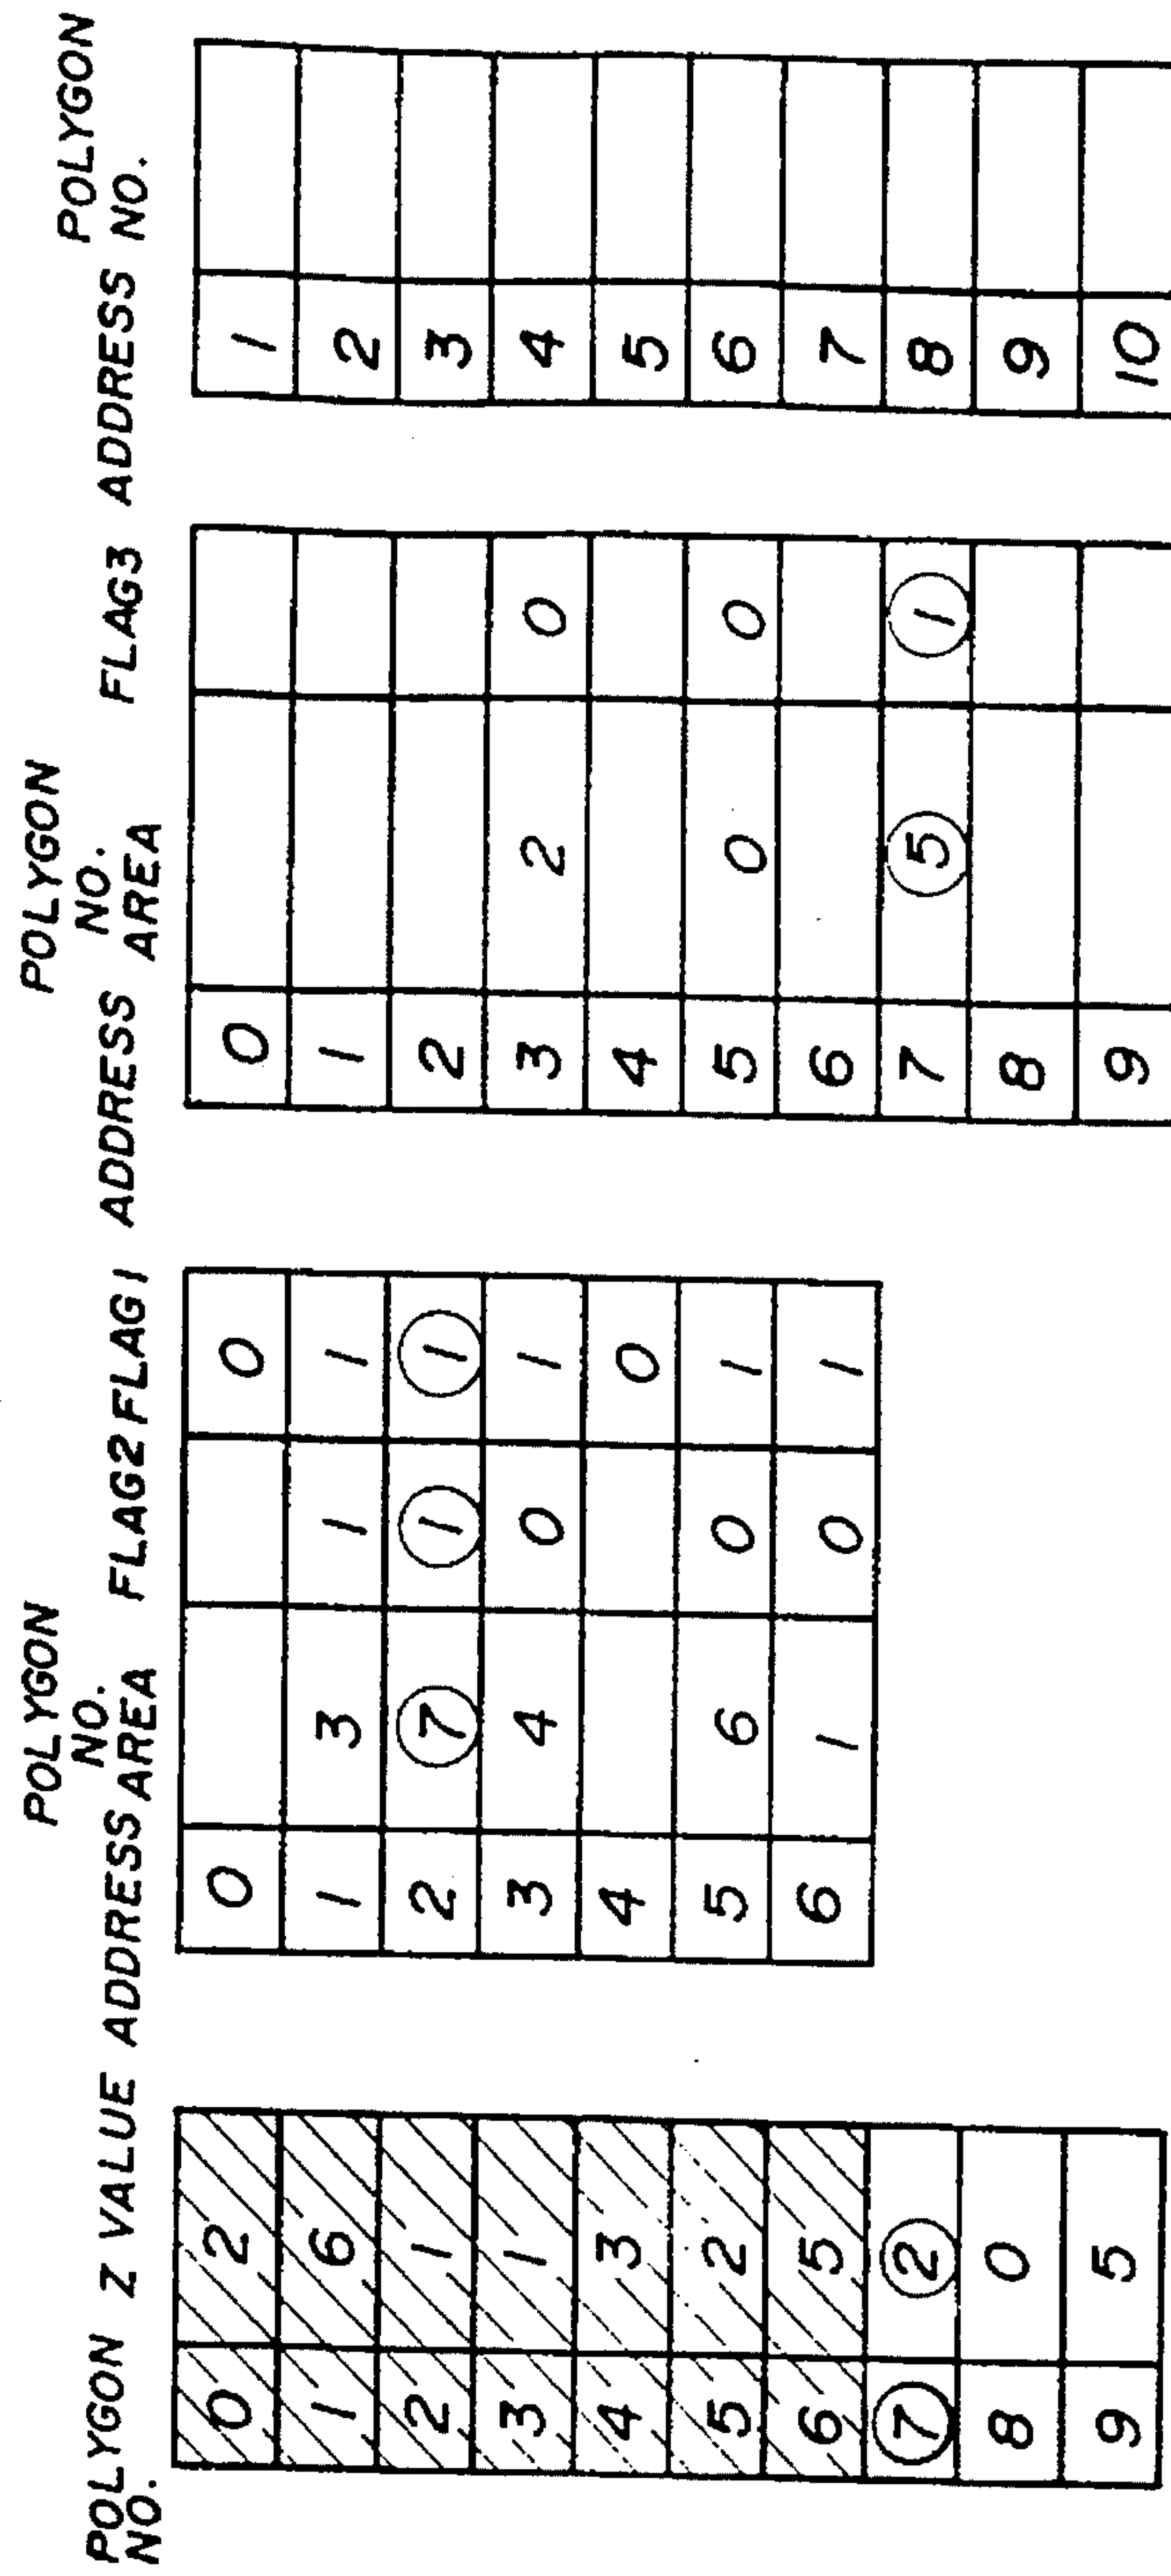 POLYGON NO. Z VALUE
0 2
1 6
2 1
3 1
4 3
5 2
6 5
7 2
8 0
9 5
ADDRESS POLYGON NO. AREA FLAG2 FLAG1
0 0
1 3 1 1
2 7 1 1
3 4 0 1
4 0
5 6 0 1
6 1 0 1
ADDRESS POLYGON NO. AREA FLAG3
0
1
2
3 2 0
4
5 0 0
6
7 5 1
8
9
ADDRESS POLYGON NO.
1
2
3
4
5
6
7
8
9
10